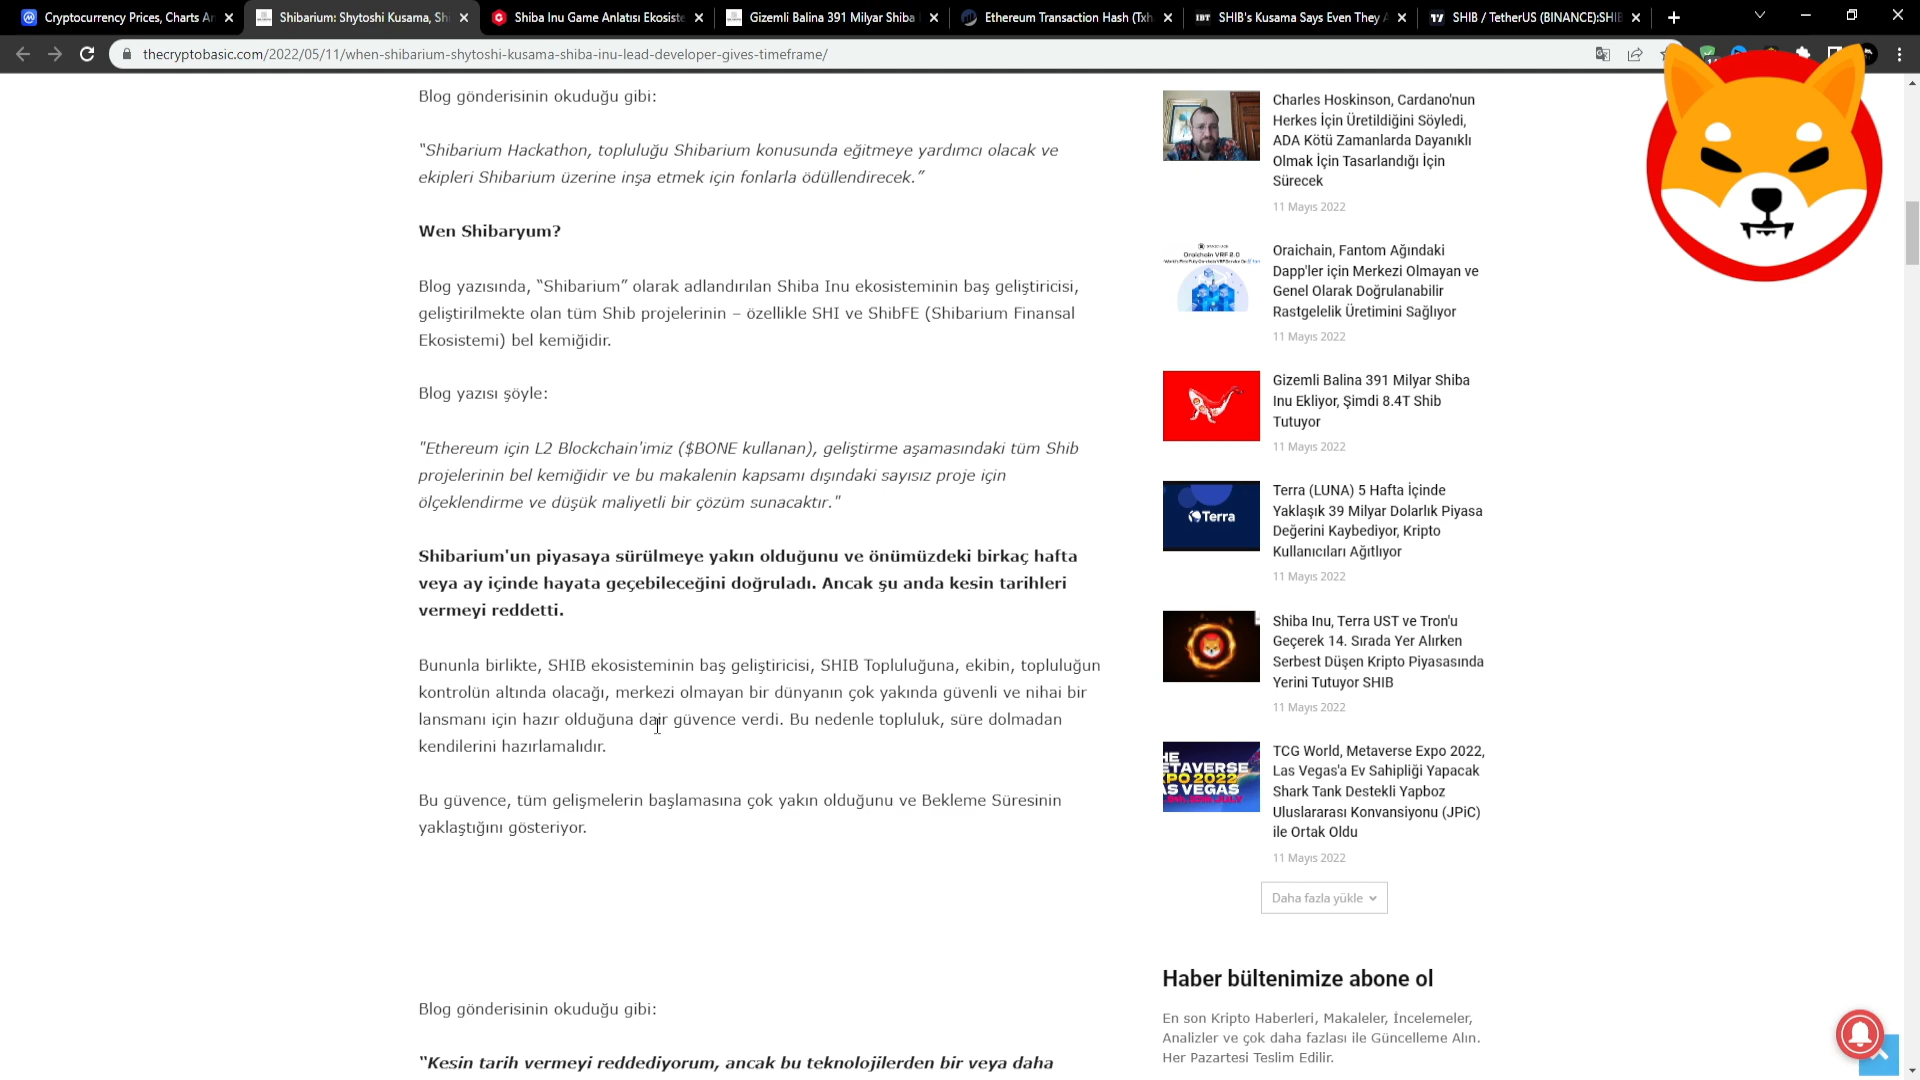 Cryptocurrency Prices, Charts A
Shibarium: Shytoshi Kusama, Sh
Shiba Inu Game Anlatısı Ekosiste
Gizemli Balina 391 Milyar Shiba
Ethereum Transaction Hash (Txh
SHIB's Kusama Says Even They A
SHIB / TetherUS (BINANCE):SHIB
thecryptobasic.com/2022/05/11/when-shibarium-shytoshi-kusama-shiba-inu-lead-developer-gives-timeframe/
Blog gönderisinin okuduğu gibi:
“Shibarium Hackathon, topluluğu Shibarium konusunda eğitmeye yardımcı olacak ve
ekipleri Shibarium üzerine inşa etmek için fonlarla ödüllendirecek.”
Wen Shibaryum?
Blog yazısında, “Shibarium” olarak adlandırılan Shiba Inu ekosisteminin baş geliştiricisi,
geliştirilmekte olan tüm Shib projelerinin – özellikle SHI ve ShibFE (Shibarium Finansal
Ekosistemi) bel kemiğidir.
Blog yazısı şöyle:
"Ethereum için L2 Blockchain'imiz ($BONE kullanan), geliştirme aşamasındaki tüm Shib
projelerinin bel kemiğidir ve bu makalenin kapsamı dışındaki sayısız proje için
ölçeklendirme ve düşük maliyetli bir çözüm sunacaktır."
Shibarium'un piyasaya sürülmeye yakın olduğunu ve önümüzdeki birkaç hafta
veya ay içinde hayata geçebileceğini doğruladı. Ancak şu anda kesin tarihleri
vermeyi reddetti.
Bununla birlikte, SHIB ekosisteminin baş geliştiricisi, SHIB Topluluğuna, ekibin, topluluğun
kontrolün altında olacağı, merkezi olmayan bir dünyanın çok yakında güvenli ve nihai bir
lansmanı için hazır olduğuna dair güvence verdi. Bu nedenle topluluk, süre dolmadan
kendilerini hazırlamalıdır.
Bu güvence, tüm gelişmelerin başlamasına çok yakın olduğunu ve Bekleme Süresinin
yaklaştığını gösteriyor.
Blog gönderisinin okuduğu gibi:
“Kesin tarih vermeyi reddediyorum, ancak bu teknolojilerden bir veya daha
Charles Hoskinson, Cardano'nun
Herkes İçin Üretildiğini Söyledi,
ADA Kötü Zamanlarda Dayanıklı
Olmak İçin Tasarlandığı İçin
Sürecek
11 Mayıs 2022
Oraichain VRF 2.0
Oraichain, Fantom Ağındaki
Dapp'ler için Merkezi Olmayan ve
Genel Olarak Doğrulanabilir
Rastgelelik Üretimini Sağlıyor
11 Mayıs 2022
Gizemli Balina 391 Milyar Shiba
Inu Ekliyor, Şimdi 8.4T Shib
Tutuyor
11 Mayıs 2022
Terra
Terra (LUNA) 5 Hafta İçinde
Yaklaşık 39 Milyar Dolarlık Piyasa
Değerini Kaybediyor, Kripto
Kullanıcıları Ağıtlıyor
11 Mayıs 2022
Shiba Inu, Terra UST ve Tron'u
Geçerek 14. Sırada Yer Alırken
Serbest Düşen Kripto Piyasasında
Yerini Tutuyor SHIB
11 Mayıs 2022
HE
ETAVERSE
XPO 2022
AS VEGAS
TCG World, Metaverse Expo 2022,
Las Vegas'a Ev Sahipliği Yapacak
Shark Tank Destekli Yapboz
Uluslararası Konvansiyonu (JPiC)
ile Ortak Oldu
11 Mayıs 2022
Daha fazla yükle
Haber bültenimize abone ol
En son Kripto Haberleri, Makaleler, İncelemeler,
Analizler ve çok daha fazlası ile Güncelleme Alın.
Her Pazartesi Teslim Edilir.